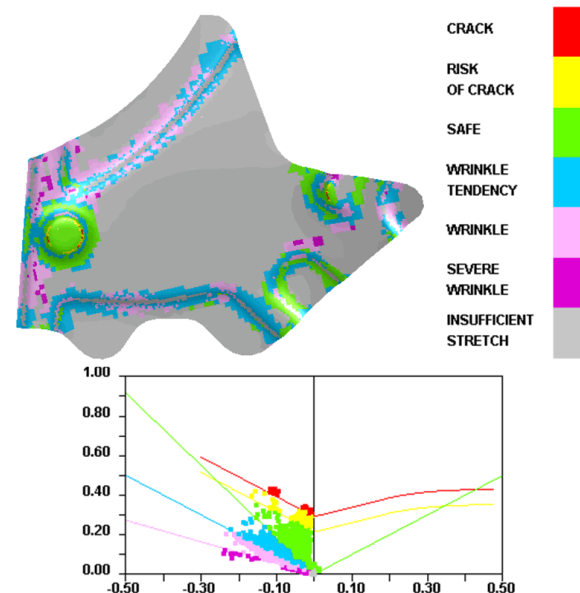 CRACK
RISK
OF CRACK
SAFE
WRINKLE
TENDENCY
WRINKLE
SEVERE
WRINKLE
INSUFFICIENT
STRETCH
1.00
0.80
0.60
0.40
0.20
0.00
-0.50
-0.30
-0.10
0.10
0.30
0.50